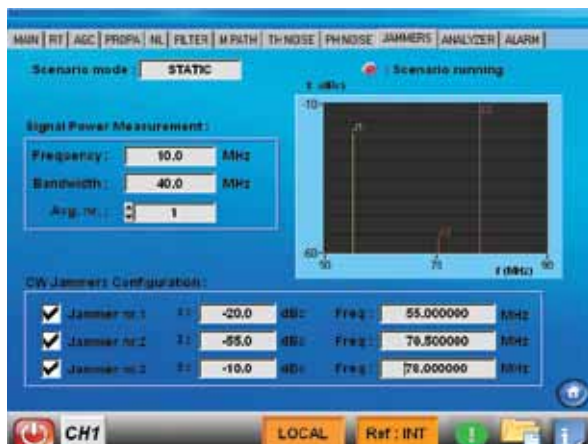 MAIN RT AGC PROPA NL FILTER M.PATH TH NOISE PH NOISE JAMMERS ANALYZER ALARM
Scenario mode : STATIC : Scenario running
-10
-60
50 70 90
f (MHz)
Signal Power Measurement :
Frequency : 10.0 MHz
Bandwidth : 40.0 MHz
Avg. nr. : 1
CW Jammers Configuration :
Jammer nr.1 -20.0 dBc Freq : 55.000000 MHz
Jammer nr.2 -55.0 dBc Freq : 70.500000 MHz
Jammer nr.3 -10.0 dBc Freq : 78.000000 MHz
CH1 LOCAL Ref : INT